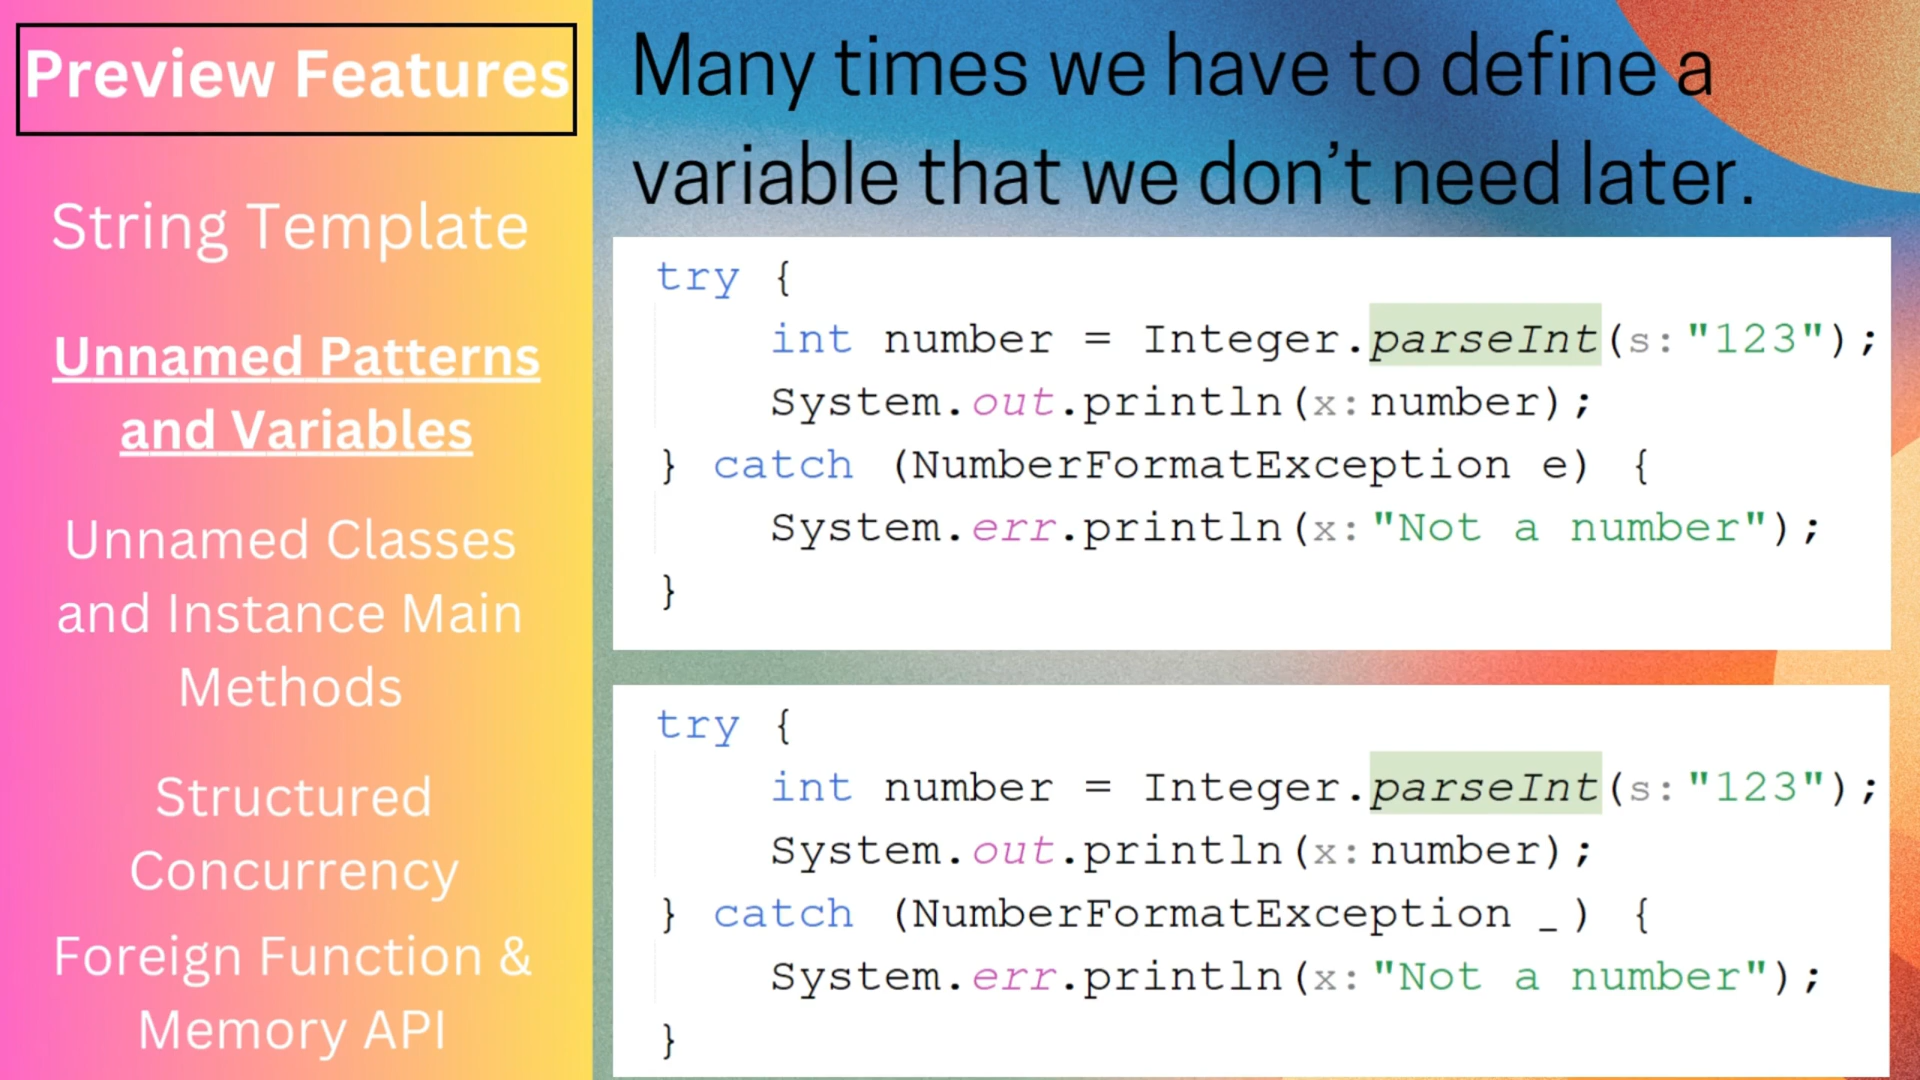 Preview Features
String Template
Unnamed Patterns
and Variables
Unnamed Classes
and Instance Main
Methods
Structured
Concurrency
Foreign Function &
Memory API
Many times we have to define a
variable that we don’t need later.
try {
    int number = Integer.parseInt(s:"123");
    System.out.println(x:number);
} catch (NumberFormatException e) {
    System.err.println(x:"Not a number");
}
try {
    int number = Integer.parseInt(s:"123");
    System.out.println(x:number);
} catch (NumberFormatException _) {
    System.err.println(x:"Not a number");
}